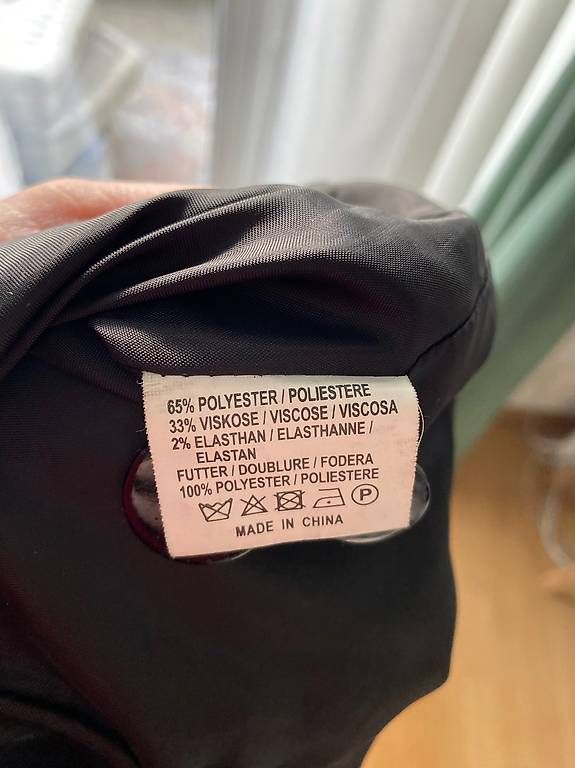 65% POLYESTER / POLIESTERE
33% VISKOSE / VISCOSE / VISCOSA
2% ELASTHAN / ELASTHANNE /
ELASTAN
FUTTER / DOUBLURE / FODERA
100% POLYESTER / POLIESTERE
P
MADE IN CHINA